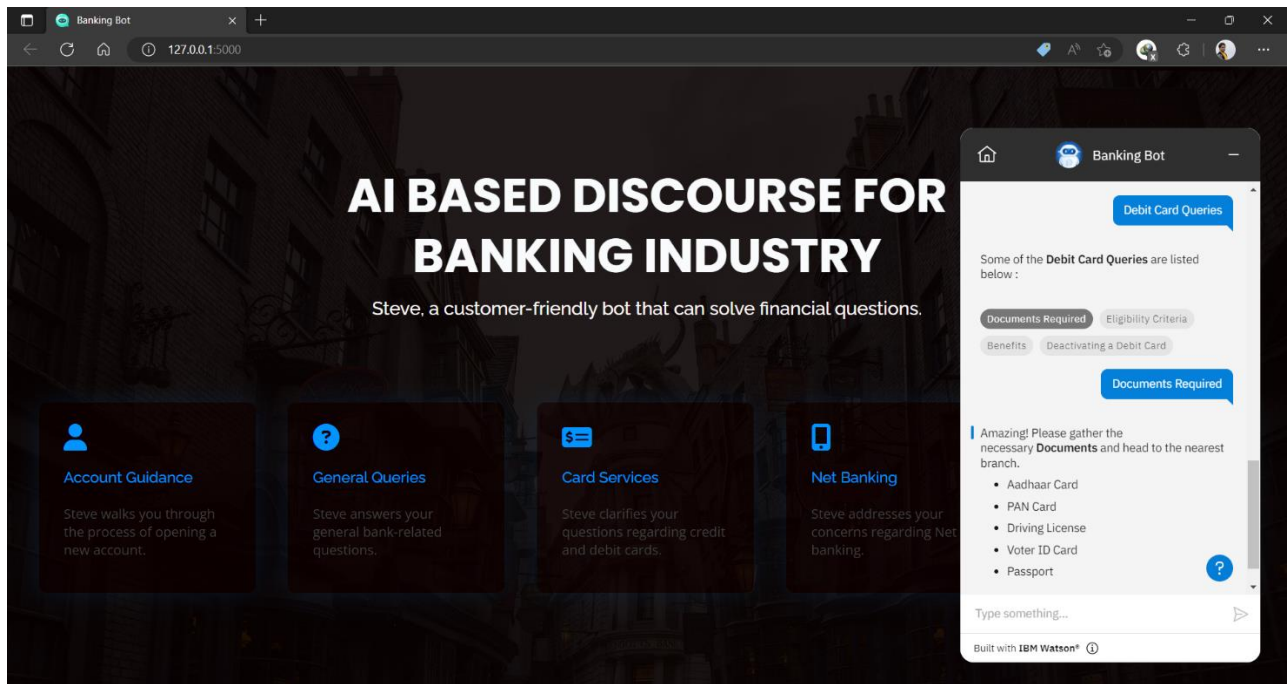 Banking Bot
127.0.0.1:5000
AI BASED DISCOURSE FOR
BANKING INDUSTRY
Steve, a customer-friendly bot that can solve financial questions.
Account Guidance
Steve walks you through
the process of opening a
new account.
General Queries
Steve answers your
general bank-related
questions.
Card Services
Steve clarifies your
questions regarding credit
and debit cards.
Net Banking
Steve addresses your
concerns regarding Net
banking.
Banking Bot
Debit Card Queries
Some of the Debit Card Queries are listed
below :
Documents Required Eligibility Criteria
Benefits Deactivating a Debit Card
Documents Required
Amazing! Please gather the
necessary Documents and head to the nearest
branch.
• Aadhaar Card
• PAN Card
• Driving License
• Voter ID Card
• Passport
?
Type something...
Built with IBM Watson®